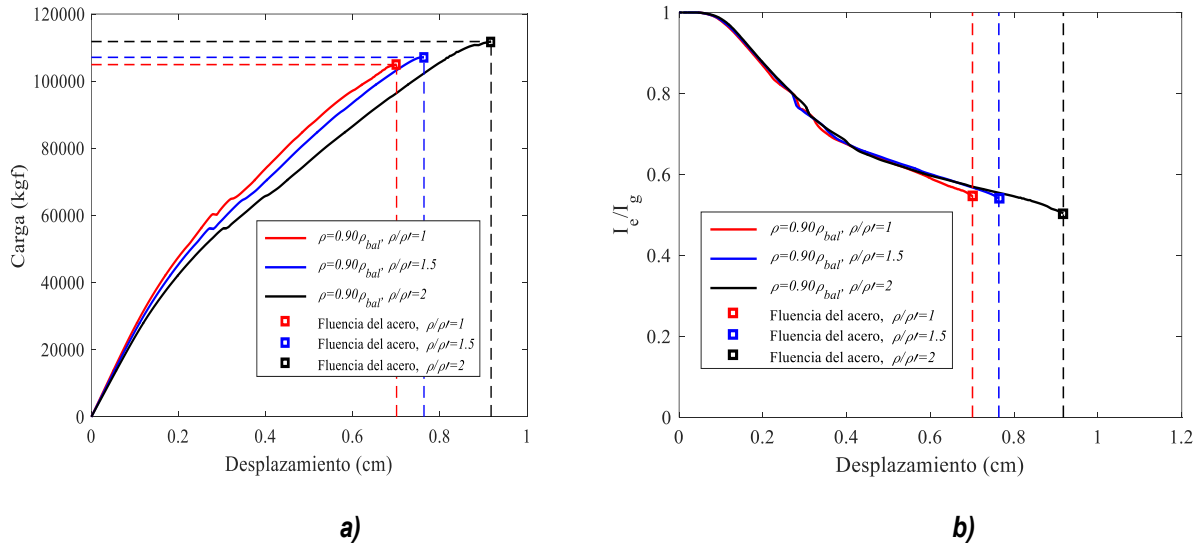 120000
100000
80000
60000
40000
20000
0
Carga (kgf)
ρ=0.90ρbal, ρ/ρ′=1
ρ=0.90ρbal, ρ/ρ′=1.5
ρ=0.90ρbal, ρ/ρ′=2
Fluencia del acero, ρ/ρ′=1
Fluencia del acero, ρ/ρ′=1.5
Fluencia del acero, ρ/ρ′=2
0 0.2 0.4 0.6 0.8 1
Desplazamiento (cm)
a)
1
0.8
0.6
0.4
0.2
0
Ie/Ig
ρ=0.90ρbal, ρ/ρ′=1
ρ=0.90ρbal, ρ/ρ′=1.5
ρ=0.90ρbal, ρ/ρ′=2
Fluencia del acero, ρ/ρ′=1
Fluencia del acero, ρ/ρ′=1.5
Fluencia del acero, ρ/ρ′=2
0 0.2 0.4 0.6 0.8 1 1.2
Desplazamiento (cm)
b)